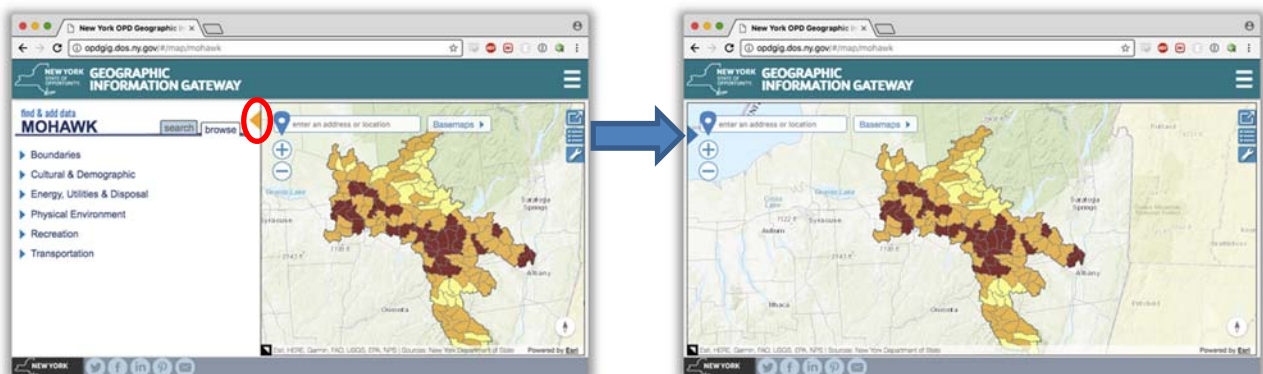 New York OPD Geographic I
opdgig.dos.ny.gov/#/map/mohawk
NEW YORK
STATE OF
OPPORTUNITY.
GEOGRAPHIC
INFORMATION GATEWAY
find & add data
MOHAWK
search
browse
Boundaries
Cultural & Demographic
Energy, Utilities & Disposal
Physical Environment
Recreation
Transportation
enter an address or location
Basemaps
Oneida Lake
Syracuse
Saratoga
Springs
Albany
Oneonta
Esri, HERE, Garmin, FAO, USGS, EPA, NPS | Sources: New York Department of State
Powered by Esri
NEW YORK
New York OPD Geographic I
opdgig.dos.ny.gov/#/map/mohawk
NEW YORK
STATE OF
OPPORTUNITY.
GEOGRAPHIC
INFORMATION GATEWAY
enter an address or location
Basemaps
Rutland
Oneida Lake
Saratoga
Springs
Syracuse
Auburn
Albany
Ithaca
Oneonta
Pittsfield
Esri, HERE, Garmin, FAO, USGS, EPA, NPS | Sources: New York Department of State
Powered by Esri
NEW YORK